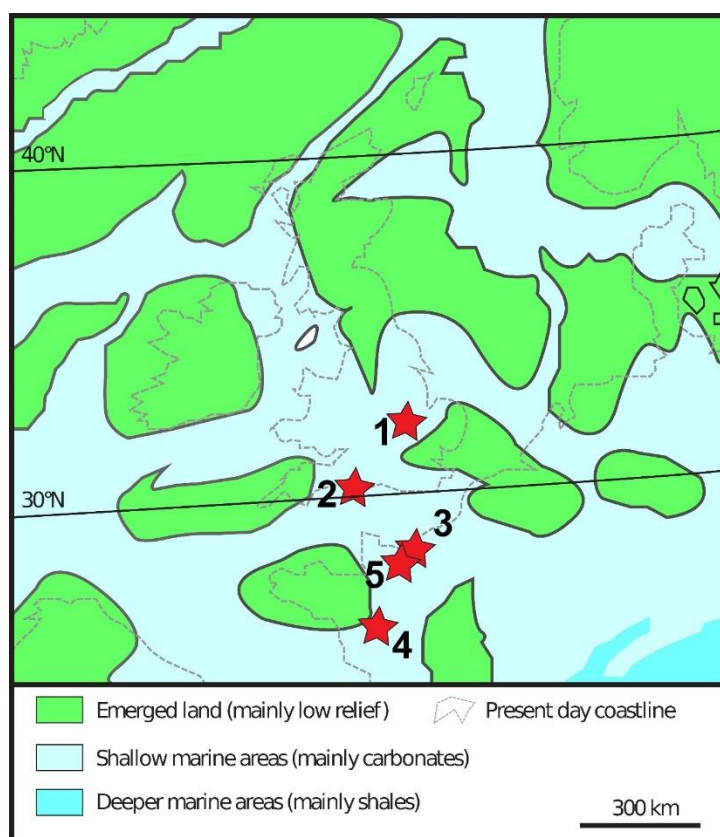 40°N
1
30°N
2
3
5
4
Emerged land (mainly low relief)
Present day coastline
Shallow marine areas (mainly carbonates)
Deeper marine areas (mainly shales)
300 km